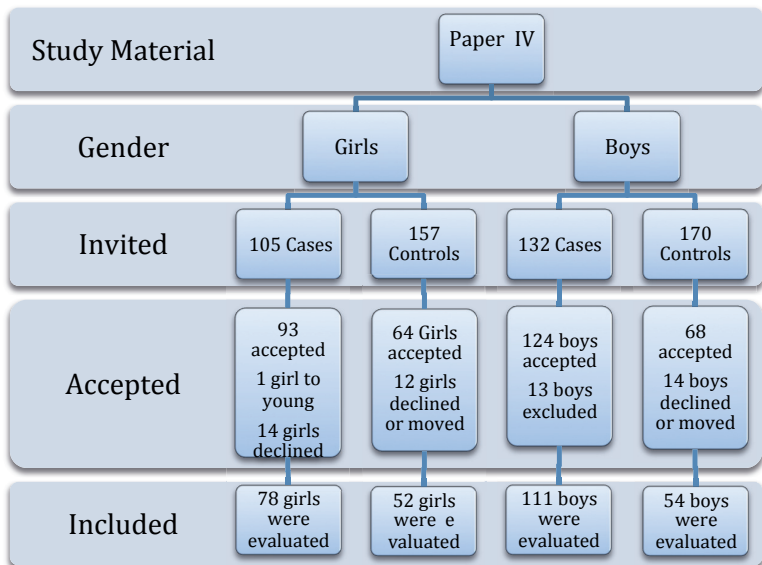 Study Material
Paper IV
Gender
Girls
Boys
Invited
105 Cases
157
Controls
132 Cases
170
Controls
Accepted
93
accepted
1 girl to
young
14 girls
declined
64 Girls
accepted
12 girls
declined
or moved
124 boys
accepted
13 boys
excluded
68
accepted
14 boys
declined
or moved
Included
78 girls
were
evaluated
52 girls
were e
valuated
111 boys
were
evaluated
54 boys
were
evaluated